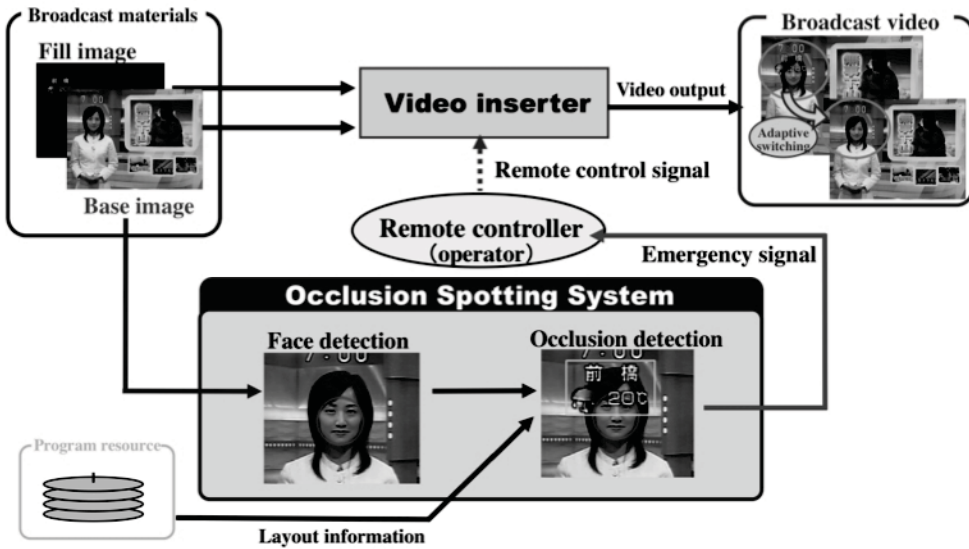 Broadcast materials
Fill image
Base image
Video inserter
Video output
Broadcast video
7:00
Adaptive
switching
Remote control signal
Remote controller
(operator)
Emergency signal
Occlusion Spotting System
Face detection
7:00
Occlusion detection
7:00
前 橋
20℃
Program resource
Layout information